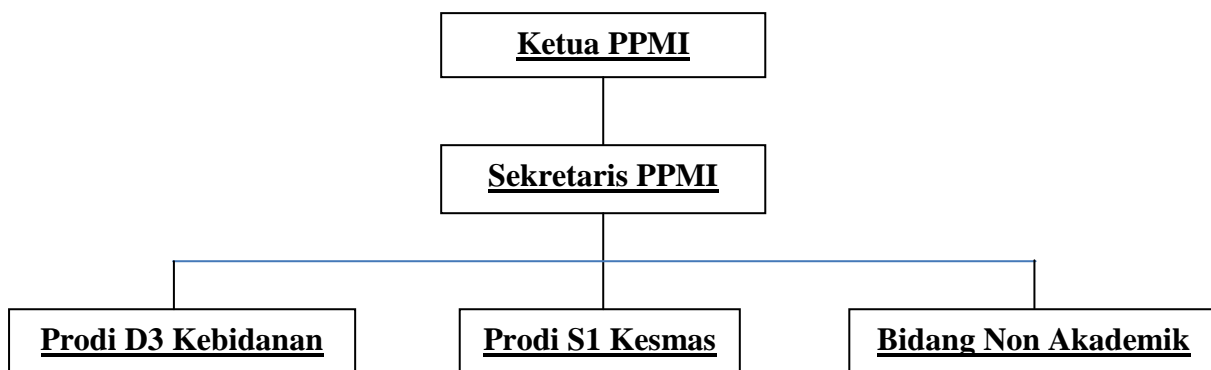 Ketua PPMI
Sekretaris PPMI
Prodi D3 Kebidanan
Prodi S1 Kesmas
Bidang Non Akademik